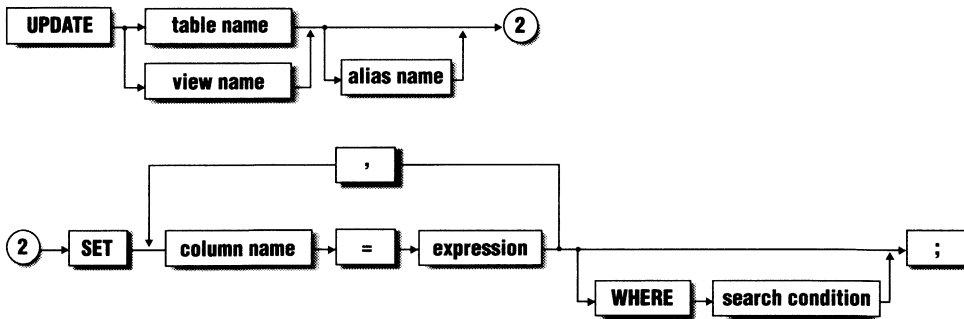 UPDATE table name 2
view name alias name
,
2 SET column name = expression ;
WHERE search condition